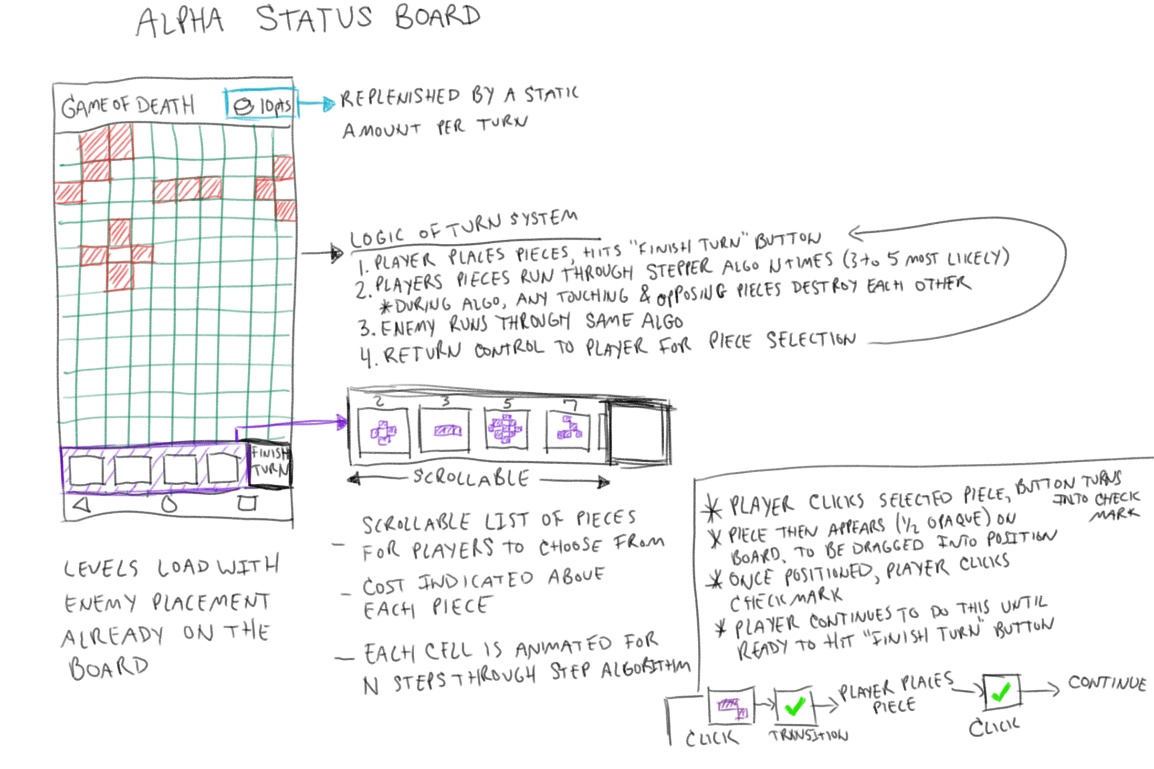 ALPHA STATUS BOARD
GAME OF DEATH
10pts
REPLENISHED BY A STATIC
AMOUNT PER TURN
LOGIC OF TURN SYSTEM
1. PLAYER PLACES PIECES, HITS "FINISH TURN" BUTTON
2. PLAYERS PIECES RUN THROUGH STEPPER ALGO N TIMES (3 to 5 MOST LIKELY)
*DURING ALGO, ANY TOUCHING & OPPOSING PIECES DESTROY EACH OTHER
3. ENEMY RUNS THROUGH SAME ALGO
4. RETURN CONTROL TO PLAYER FOR PIECE SELECTION
FINISH
TURN
2 3 5 7
SCROLLABLE
LEVELS LOAD WITH
ENEMY PLACEMENT
ALREADY ON THE
BOARD
- SCROLLABLE LIST OF PIECES
FOR PLAYERS TO CHOOSE FROM
- COST INDICATED ABOVE
EACH PIECE
- EACH CELL IS ANIMATED FOR
N STEPS THROUGH STEP ALGORITHM
* PLAYER CLICKS SELECTED PIECE, BUTTON TURNS
INTO CHECK
MARK
* PIECE THEN APPEARS (1/2 OPAQUE) ON
BOARD, TO BE DRAGGED INTO POSITION
* ONCE POSITIONED, PLAYER CLICKS
CHECKMARK
* PLAYER CONTINUES TO DO THIS UNTIL
READY TO HIT "FINISH TURN" BUTTON
CLICK
TRANSITION
PLAYER PLACES
PIECE
CLICK
CONTINUE